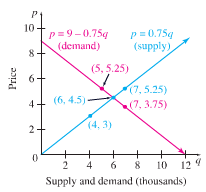 p
10
p = 9 – 0.75q
(demand)
p = 0.75q
(supply)
8
(5, 5.25)
6
(7, 5.25)
(6, 4.5)
4
(7, 3.75)
(4, 3)
2
0
2 4 6 8 10 12 q
Price
Supply and demand (thousands)